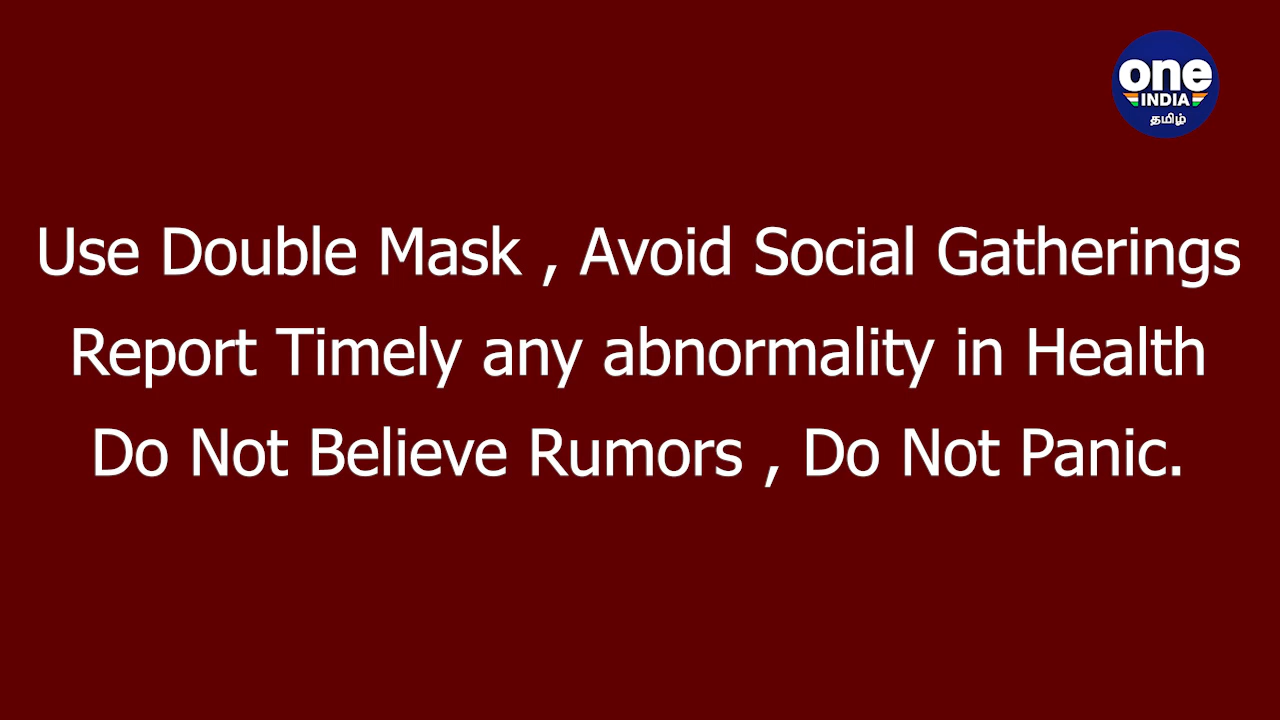 one
INDIA
தமிழ்
Use Double Mask , Avoid Social Gatherings
Report Timely any abnormality in Health
Do Not Believe Rumors , Do Not Panic.